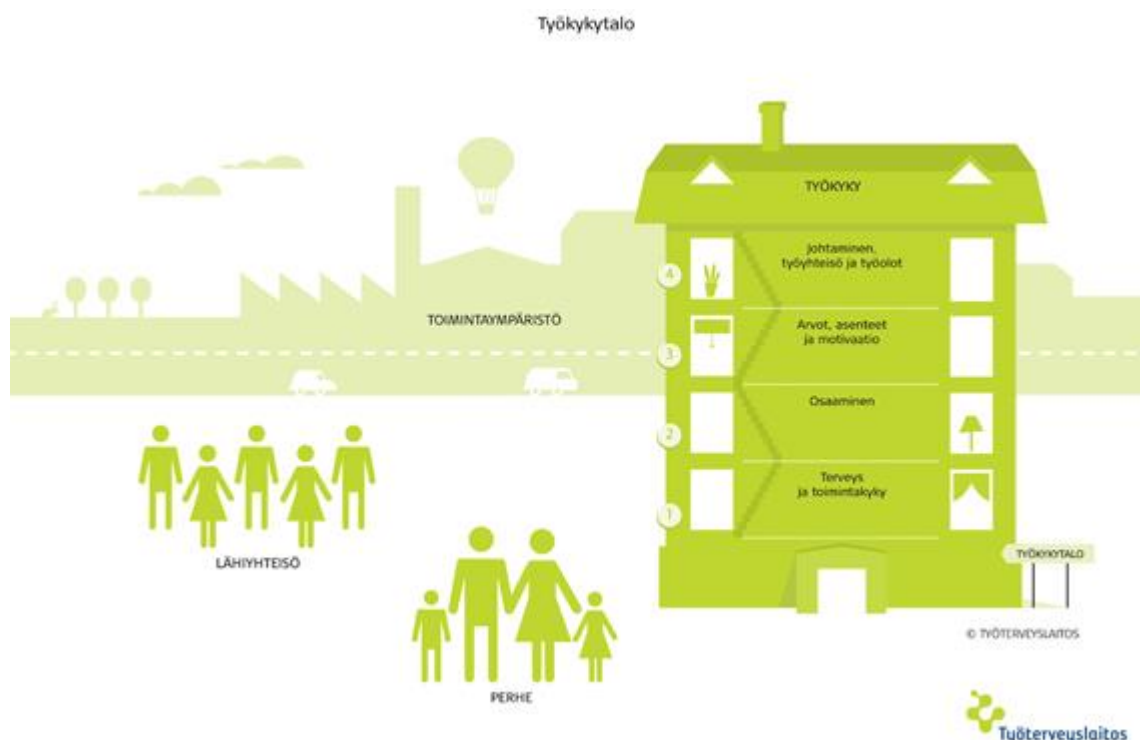 Työkykytalo
TYÖKYKY
4
Johtaminen,
työyhteisö ja työolot
3
Arvot, asenteet
ja motivaatio
2
Osaaminen
1
Terveys
ja toimintakyky
TOIMINTAYMPÄRISTÖ
LÄHIYHTEISÖ
PERHE
TYÖKYKYTALO
© TYÖTERVEYSLAITOS
Työterveyslaitos